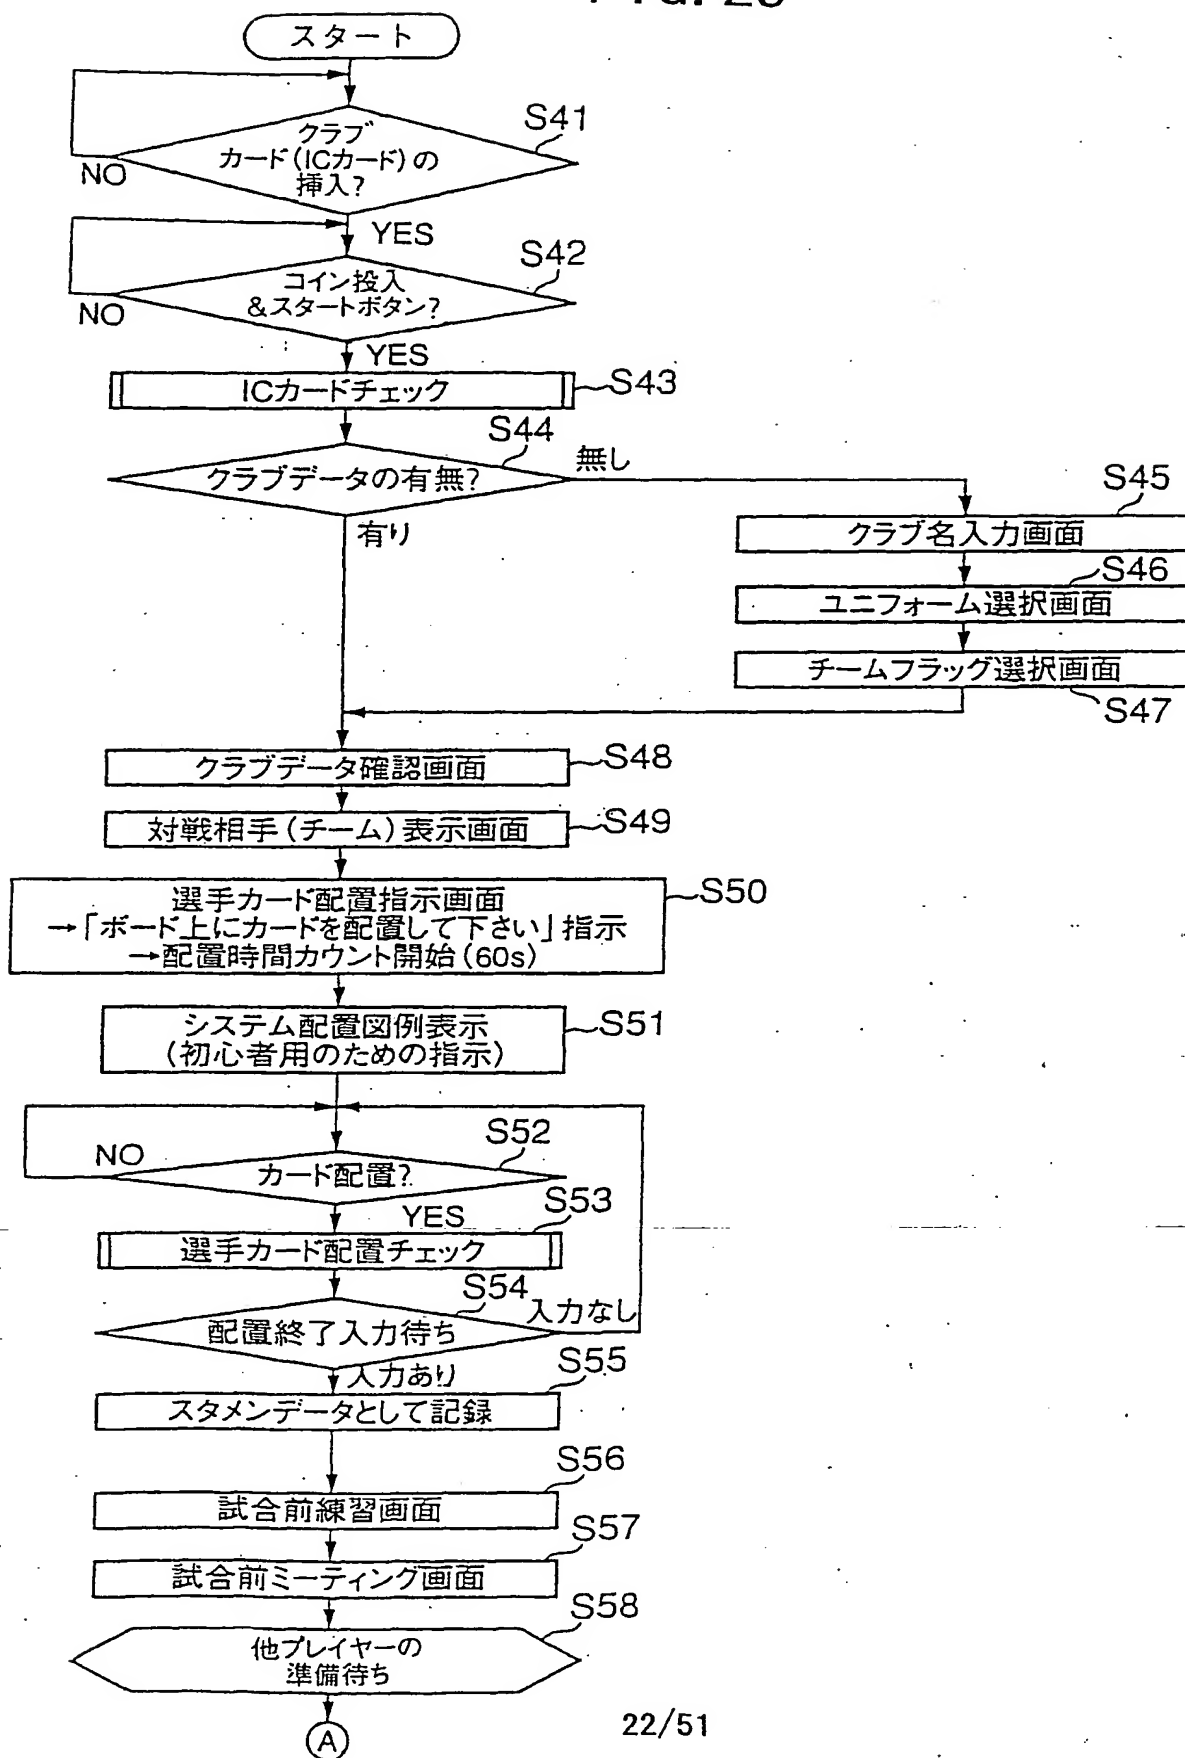 スタート
クラブ
カード(ICカード)の
挿入?
S41
NO
YES
コイン投入
&スタートボタン?
S42
NO
YES
ICカードチェック
S43
クラブデータの有無?
S44
無し
有り
クラブ名入力画面
S45
ユニフォーム選択画面
S46
チームフラッグ選択画面
S47
クラブデータ確認画面
S48
対戦相手(チーム)表示画面
S49
選手カード配置指示画面
→「ボード上にカードを配置して下さい」指示
→配置時間カウント開始(60s)
S50
システム配置図例表示
(初心者用のための指示)
S51
カード配置?
S52
NO
YES
選手カード配置チェック
S53
配置終了入力待ち
S54
入力なし
入力あり
スタメンデータとして記録
S55
試合前練習画面
S56
試合前ミーティング画面
S57
他プレイヤーの
準備待ち
S58
A
22/51